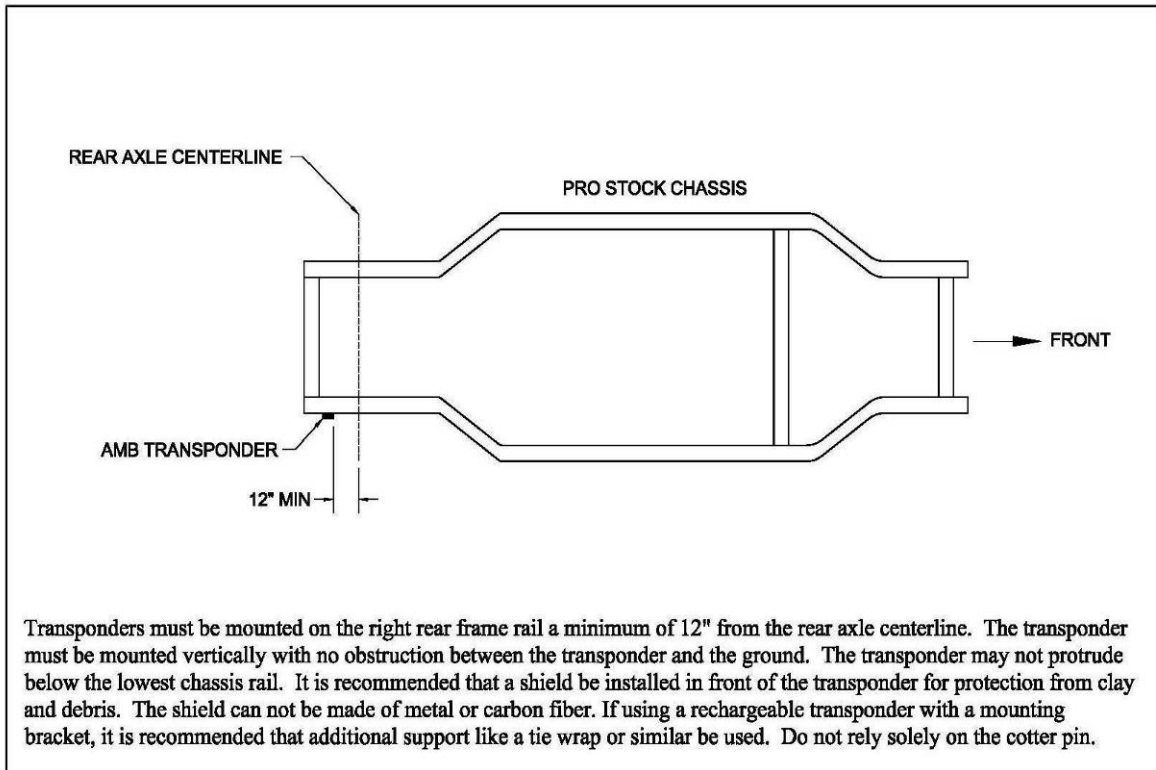 REAR AXLE CENTERLINE
PRO STOCK CHASSIS
FRONT
AMB TRANSPONDER
12" MIN
Transponders must be mounted on the right rear frame rail a minimum of 12" from the rear axle centerline. The transponder
must be mounted vertically with no obstruction between the transponder and the ground. The transponder may not protrude
below the lowest chassis rail. It is recommended that a shield be installed in front of the transponder for protection from clay
and debris. The shield can not be made of metal or carbon fiber. If using a rechargeable transponder with a mounting
bracket, it is recommended that additional support like a tie wrap or similar be used. Do not rely solely on the cotter pin.